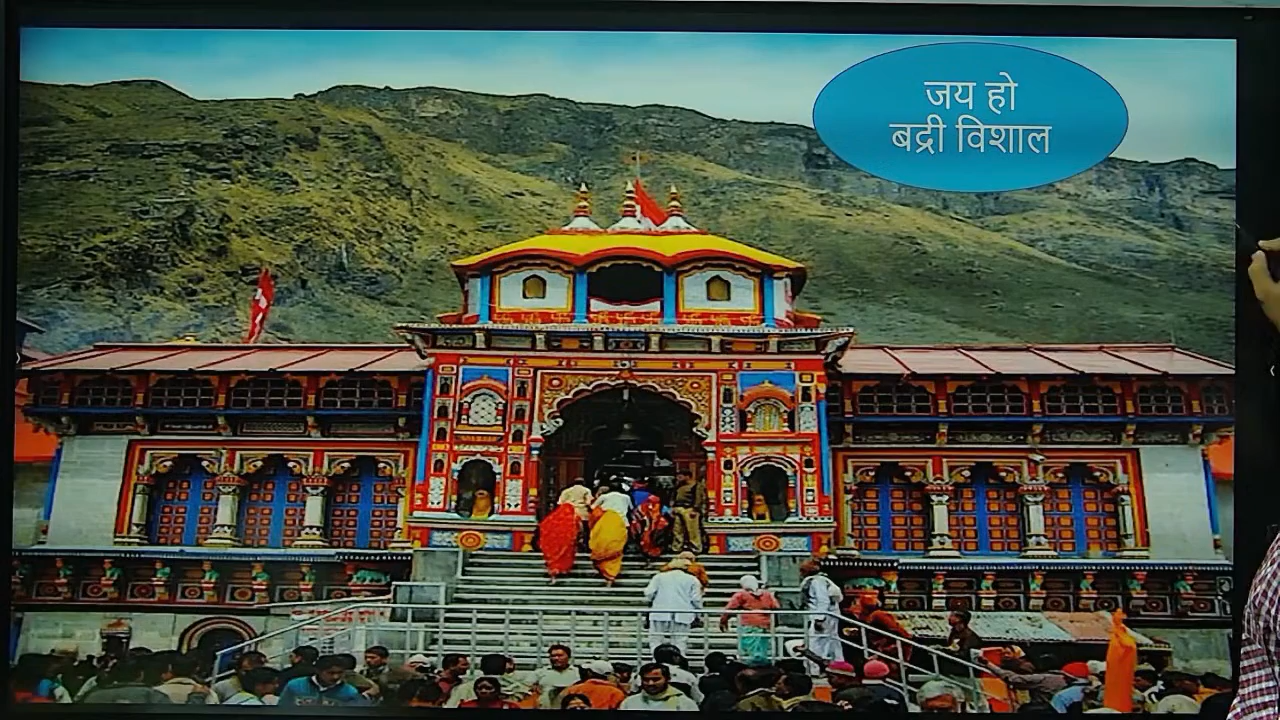 जय हो
बद्री विशाल